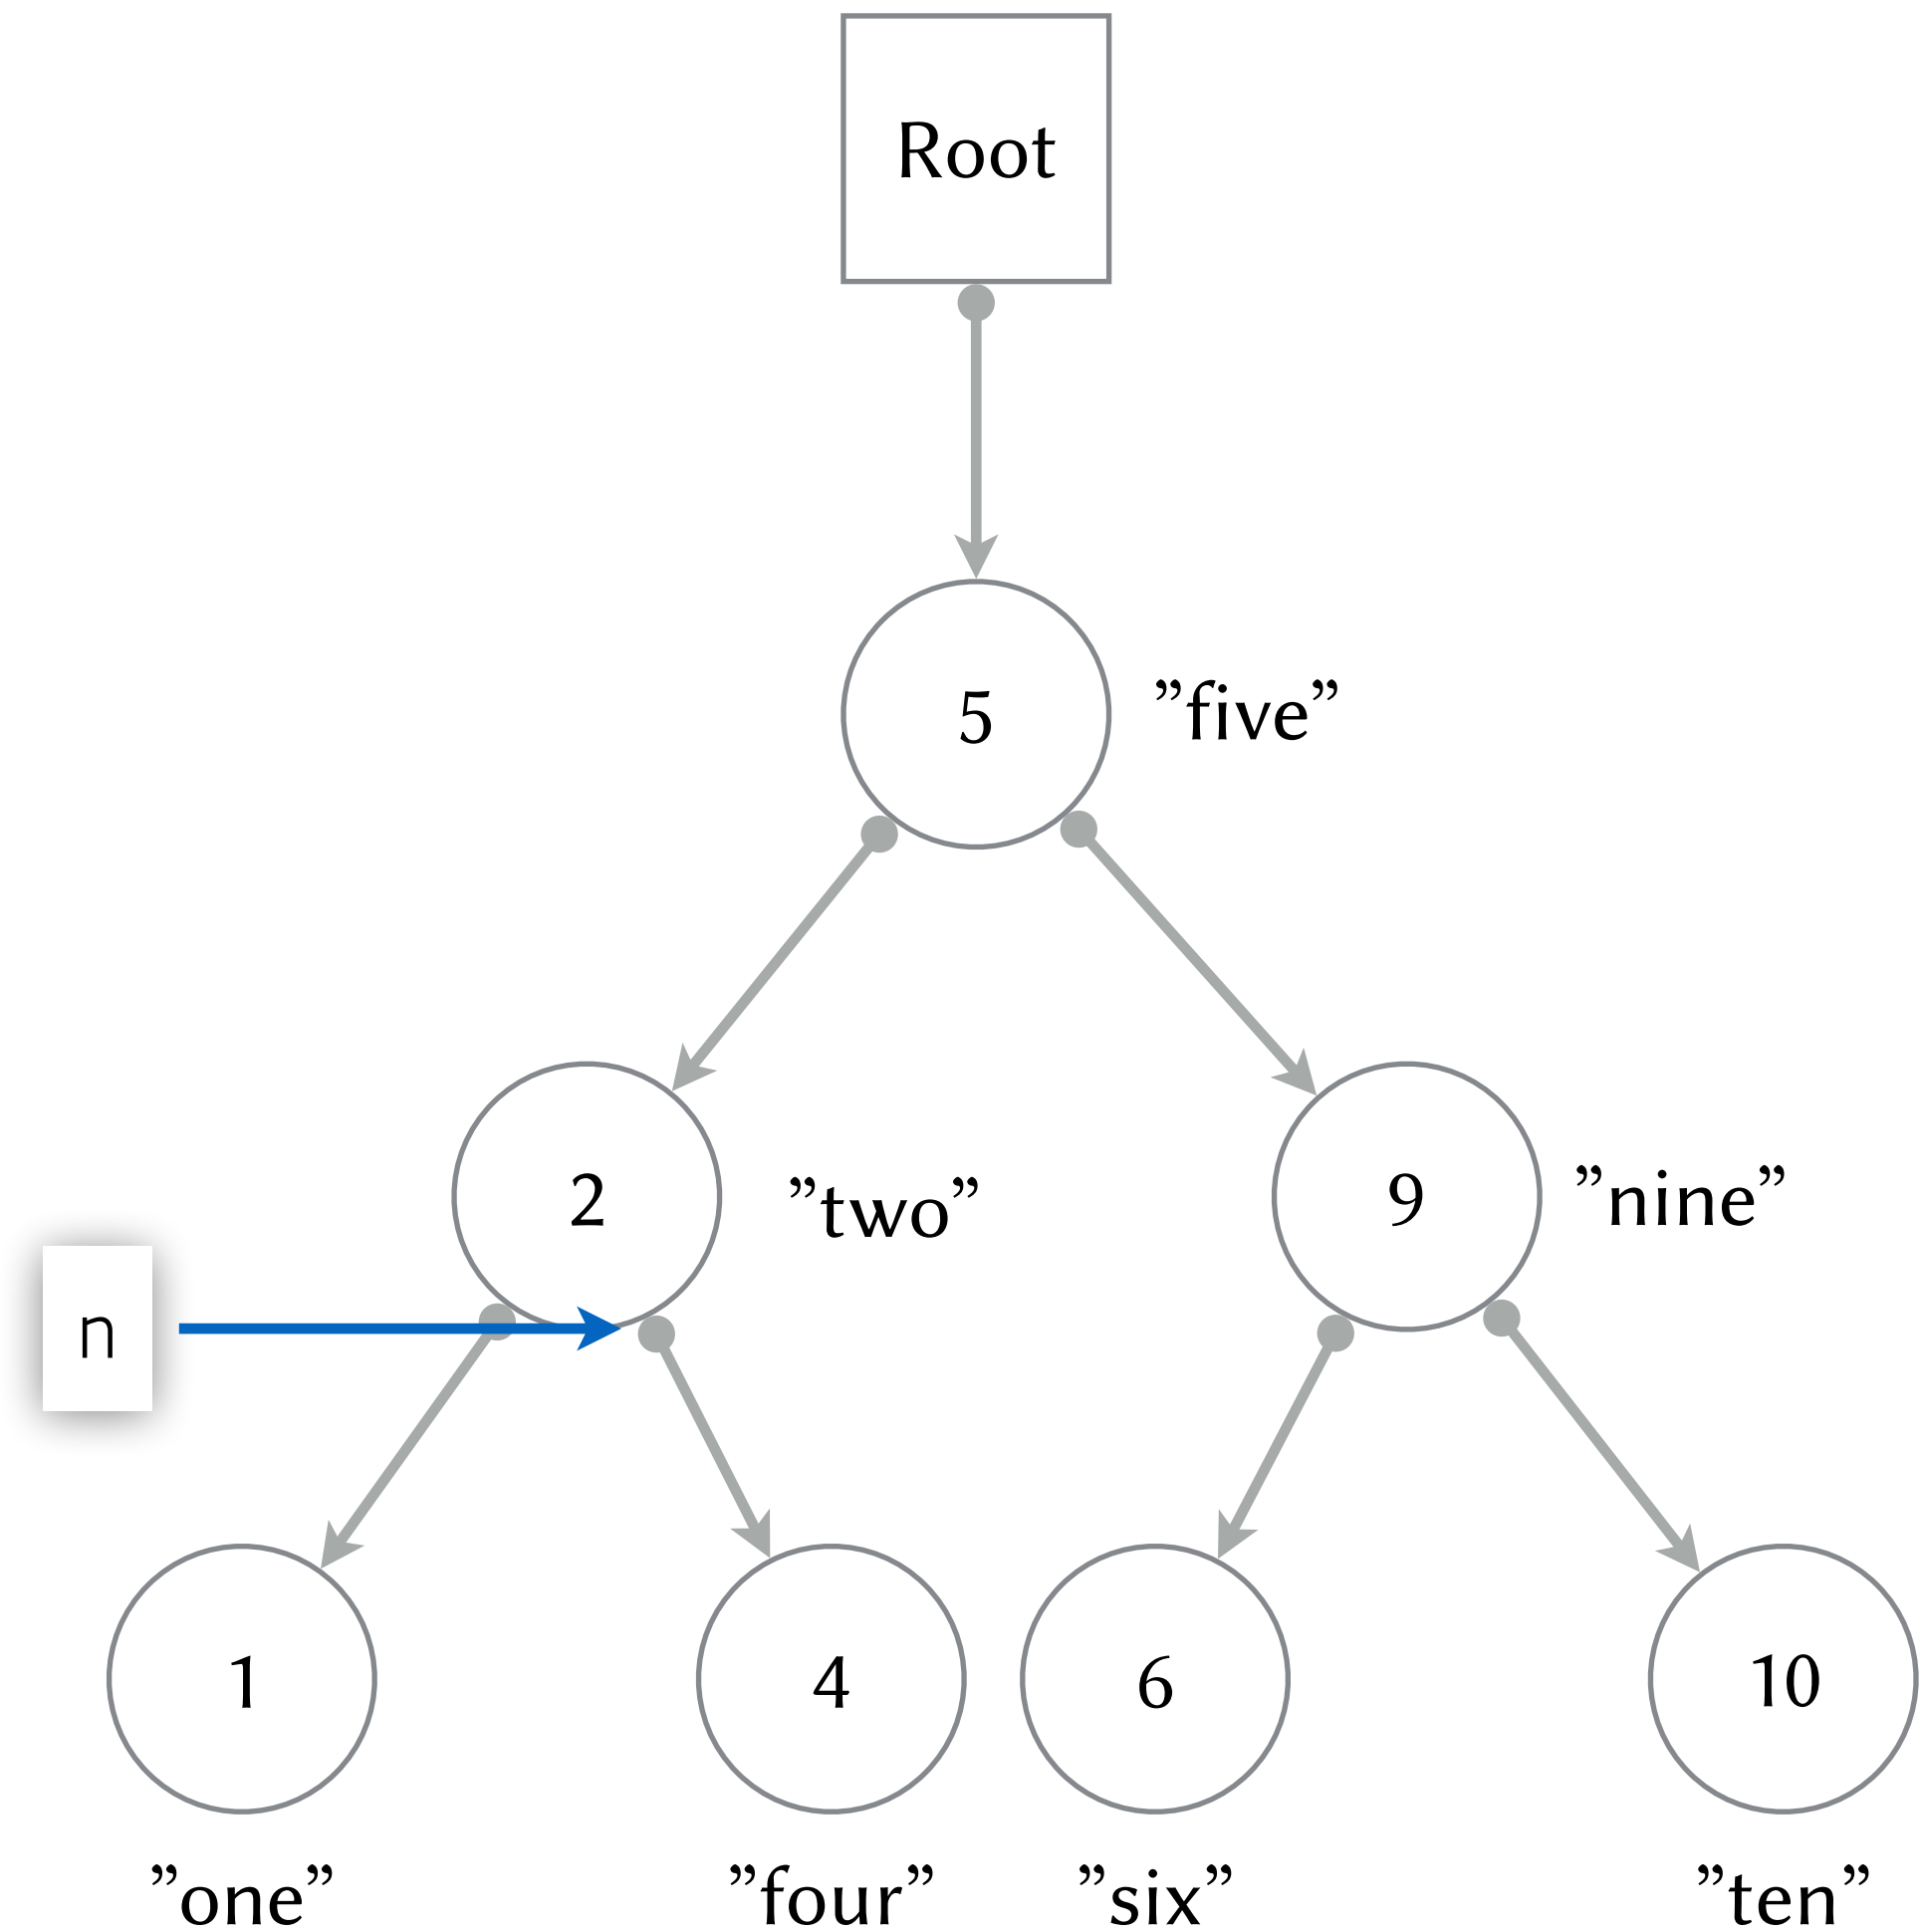 Root
5
”five”
2
”two”
9
”nine”
n
1
4
6
10
”one”
”four”
”six”
”ten”